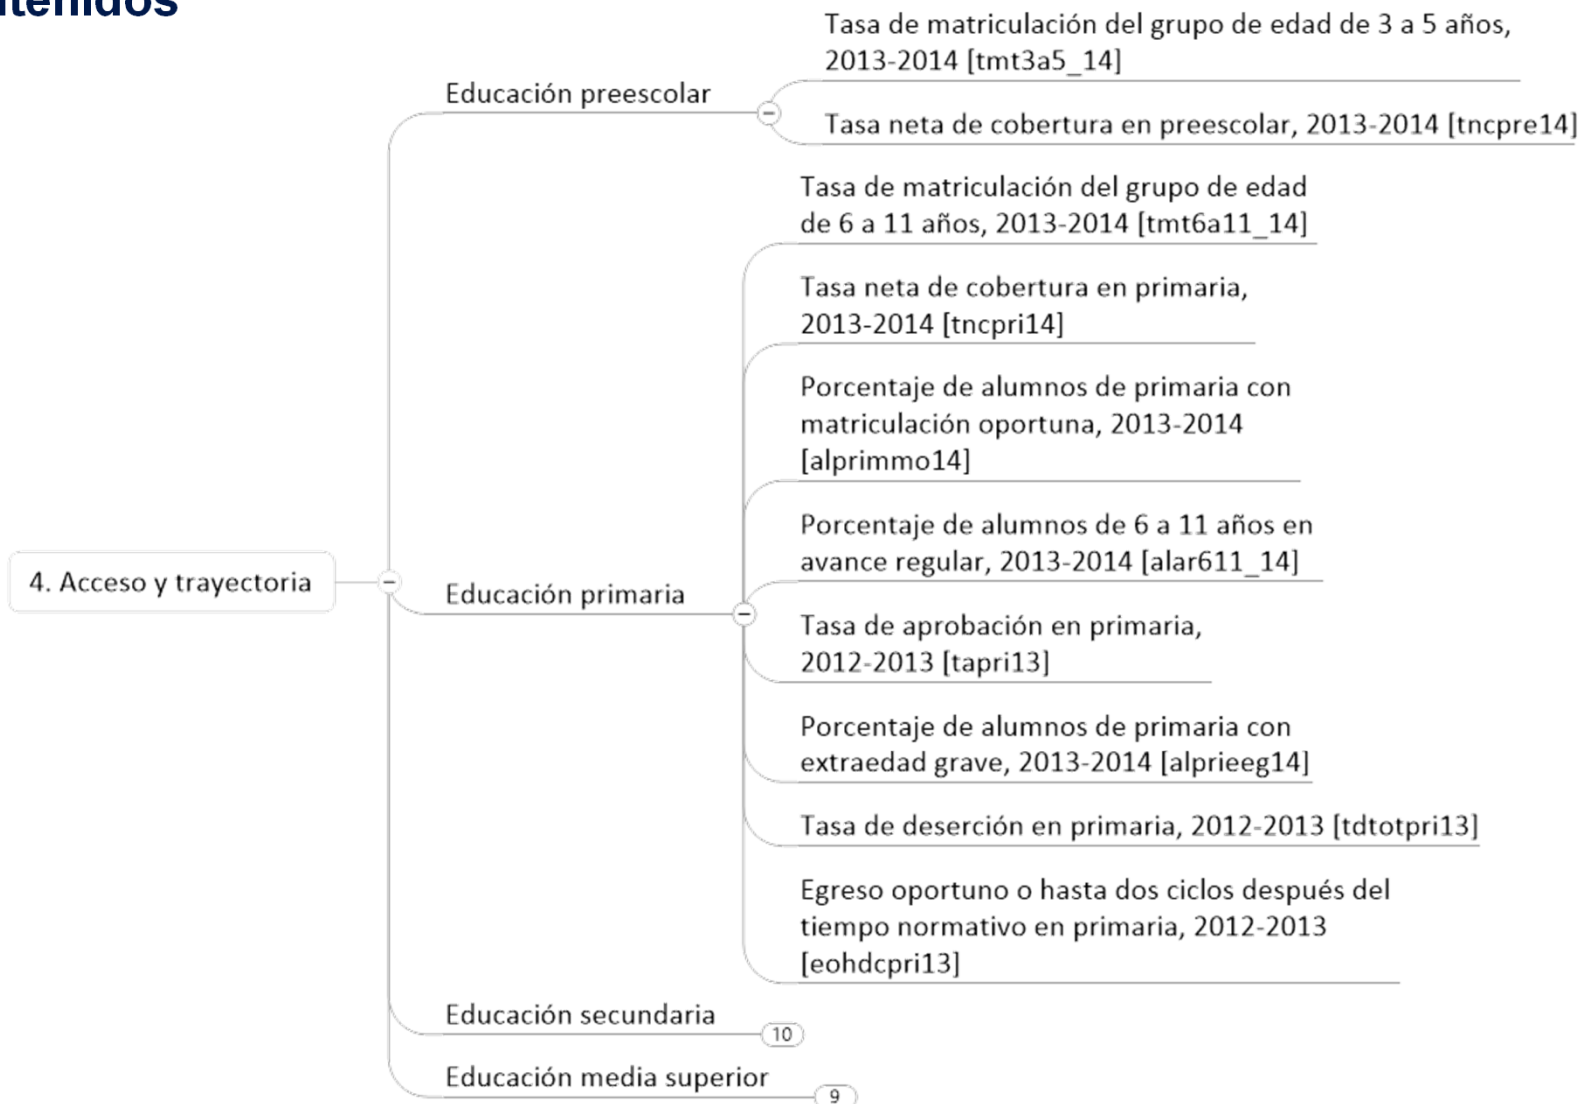 ntenidos
Tasa de matriculación del grupo de edad de 3 a 5 años,
2013-2014 [tmt3a5_14]
Educación preescolar
Tasa neta de cobertura en preescolar, 2013-2014 [tncpre14]
Tasa de matriculación del grupo de edad
de 6 a 11 años, 2013-2014 [tmt6a11_14]
Tasa neta de cobertura en primaria,
2013-2014 [tncpri14]
Porcentaje de alumnos de primaria con
matriculación oportuna, 2013-2014
[alprimmo14]
Porcentaje de alumnos de 6 a 11 años en
avance regular, 2013-2014 [alar611_14]
4. Acceso y trayectoria
Educación primaria
Tasa de aprobación en primaria,
2012-2013 [tapri13]
Porcentaje de alumnos de primaria con
extraedad grave, 2013-2014 [alprieeg14]
Tasa de deserción en primaria, 2012-2013 [tdtotpri13]
Egreso oportuno o hasta dos ciclos después del
tiempo normativo en primaria, 2012-2013
[eohdcpri13]
Educación secundaria
10
Educación media superior
9